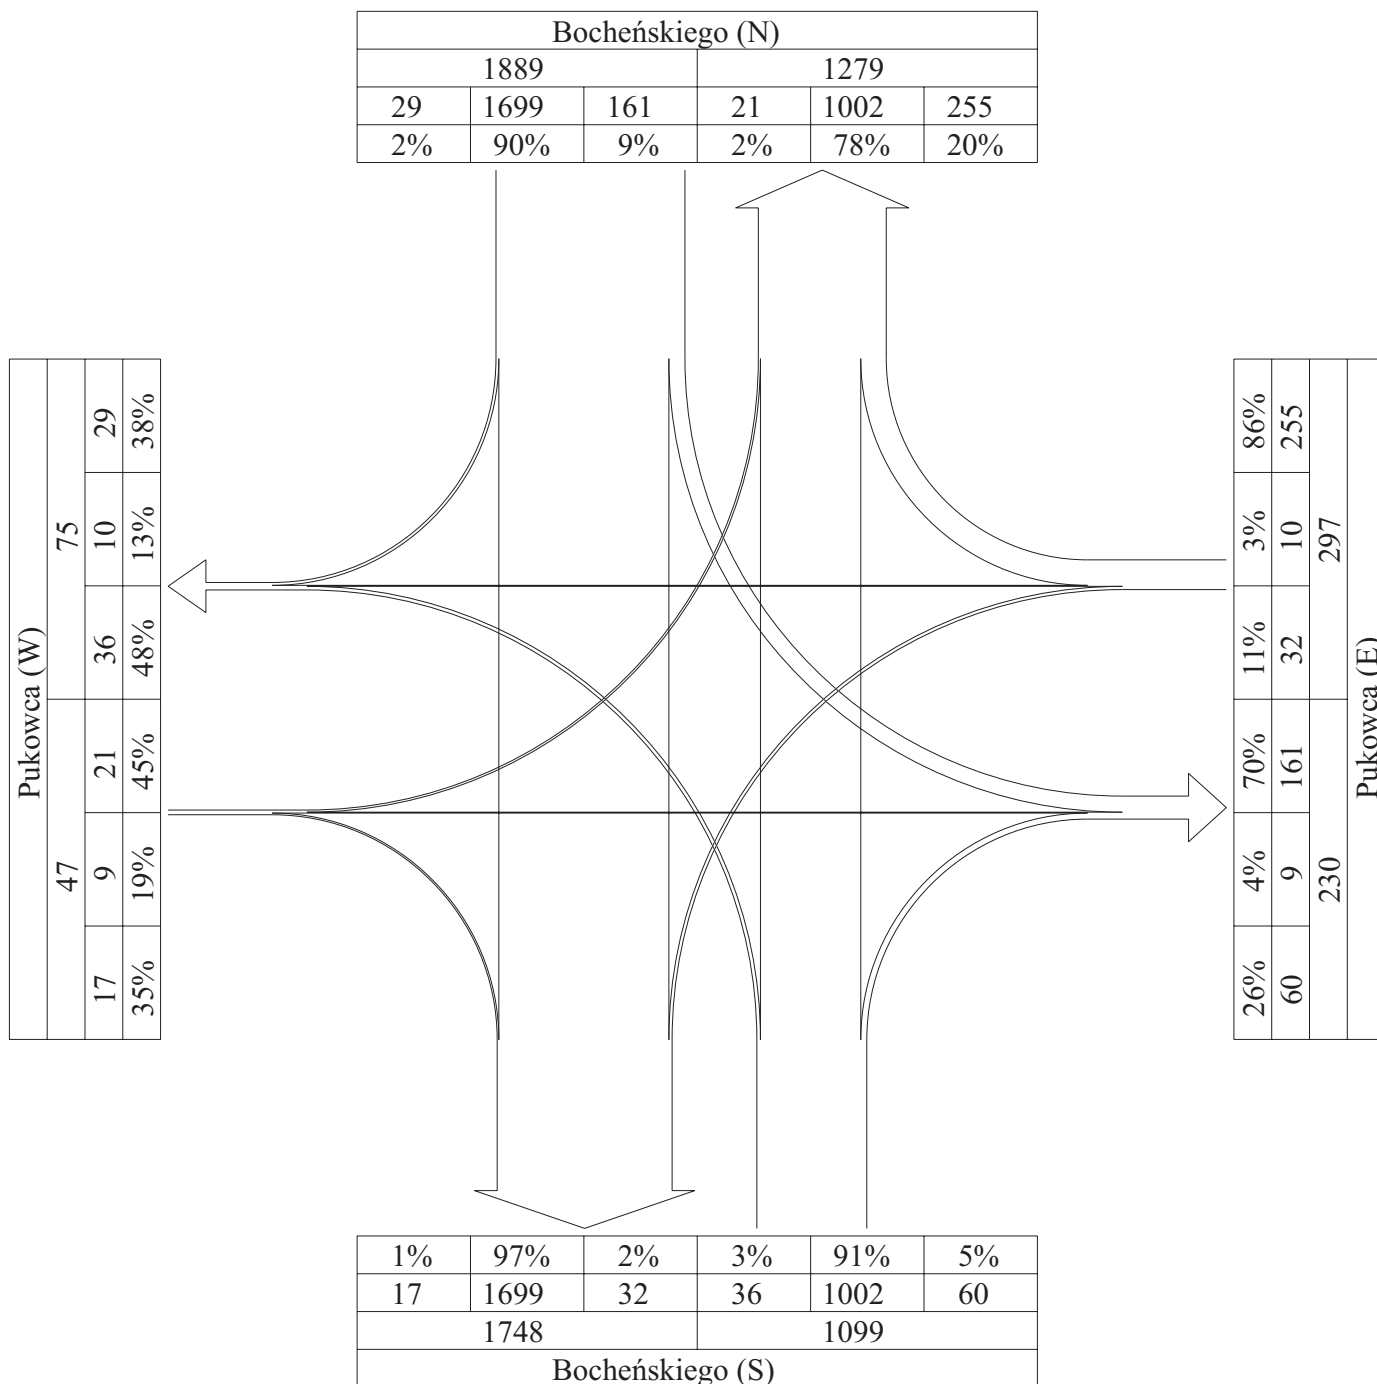 Bocheńskiego (N)
1889 1279
29 1699 161 21 1002 255
2% 90% 9% 2% 78% 20%
Pukowca (W)
75 47
29 10 36 21 9 17
38% 13% 48% 45% 19% 35%
86% 3% 11% 70% 4% 26%
255 10 32 161 9 60
297 230
Pukowca (E)
1% 97% 2% 3% 91% 5%
17 1699 32 36 1002 60
1748 1099
Bocheńskiego (S)